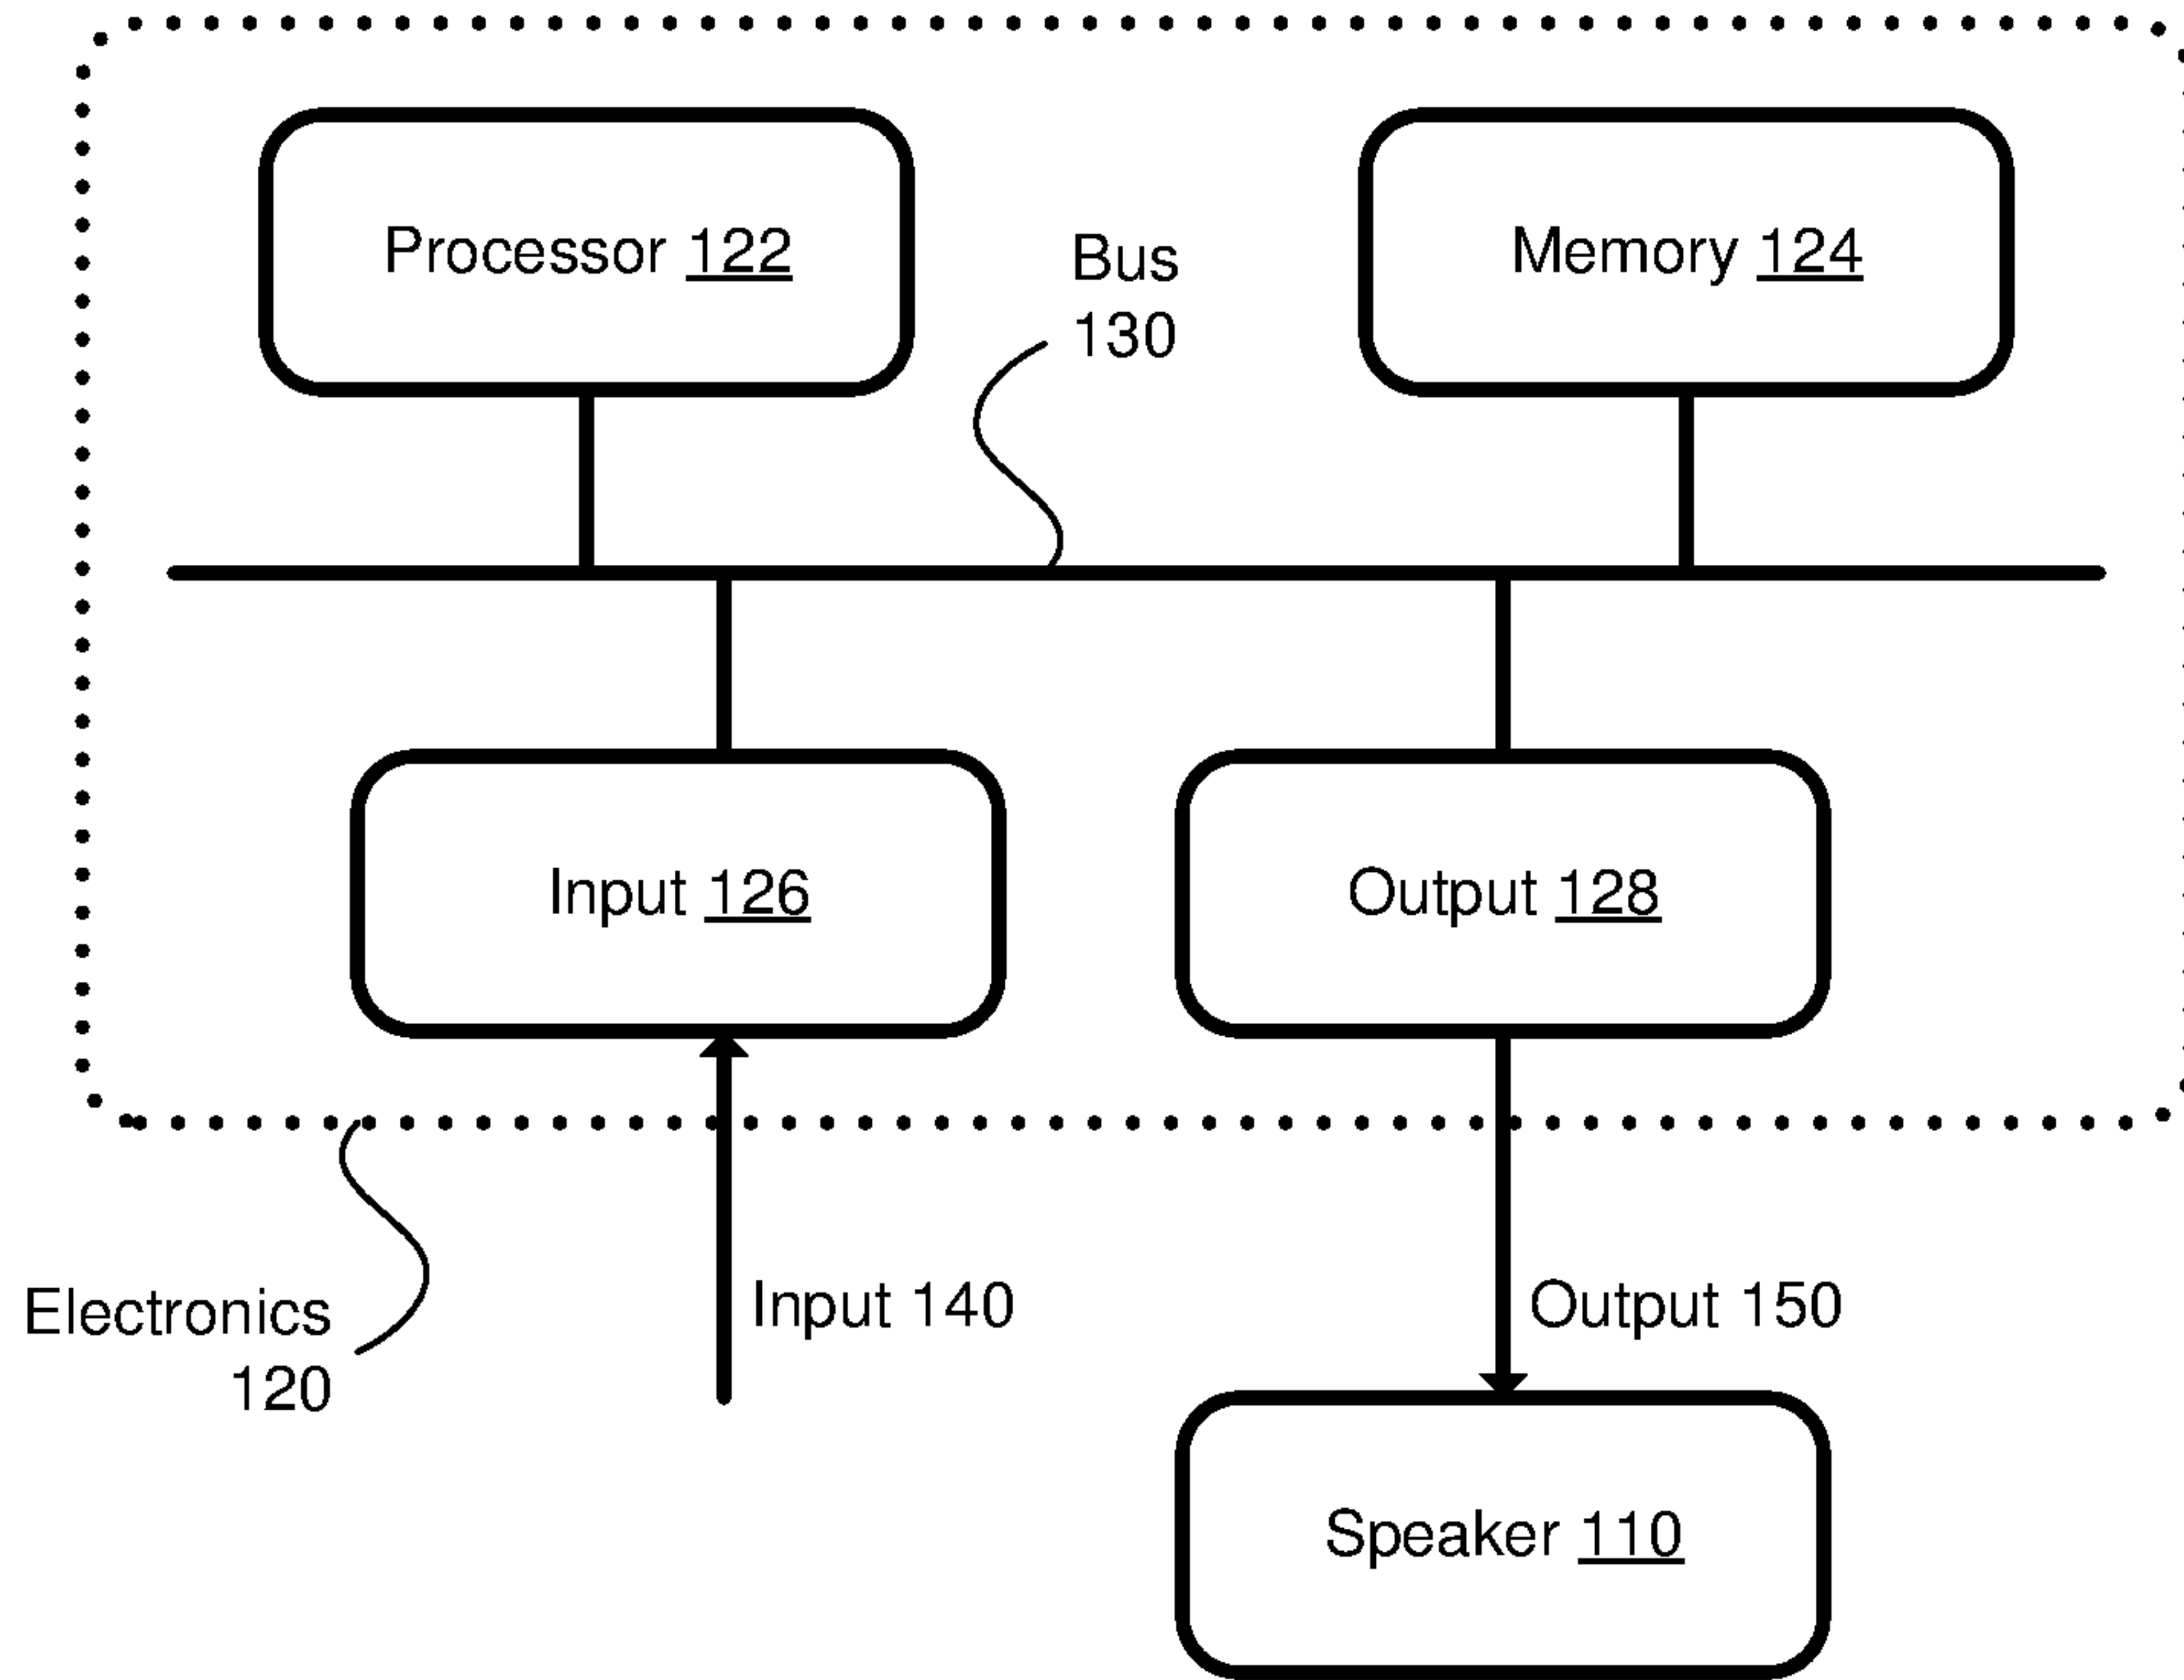 Processor 122
Memory 124
Bus
130
Input 126
Output 128
Electronics
120
Input 140
Output 150
Speaker 110